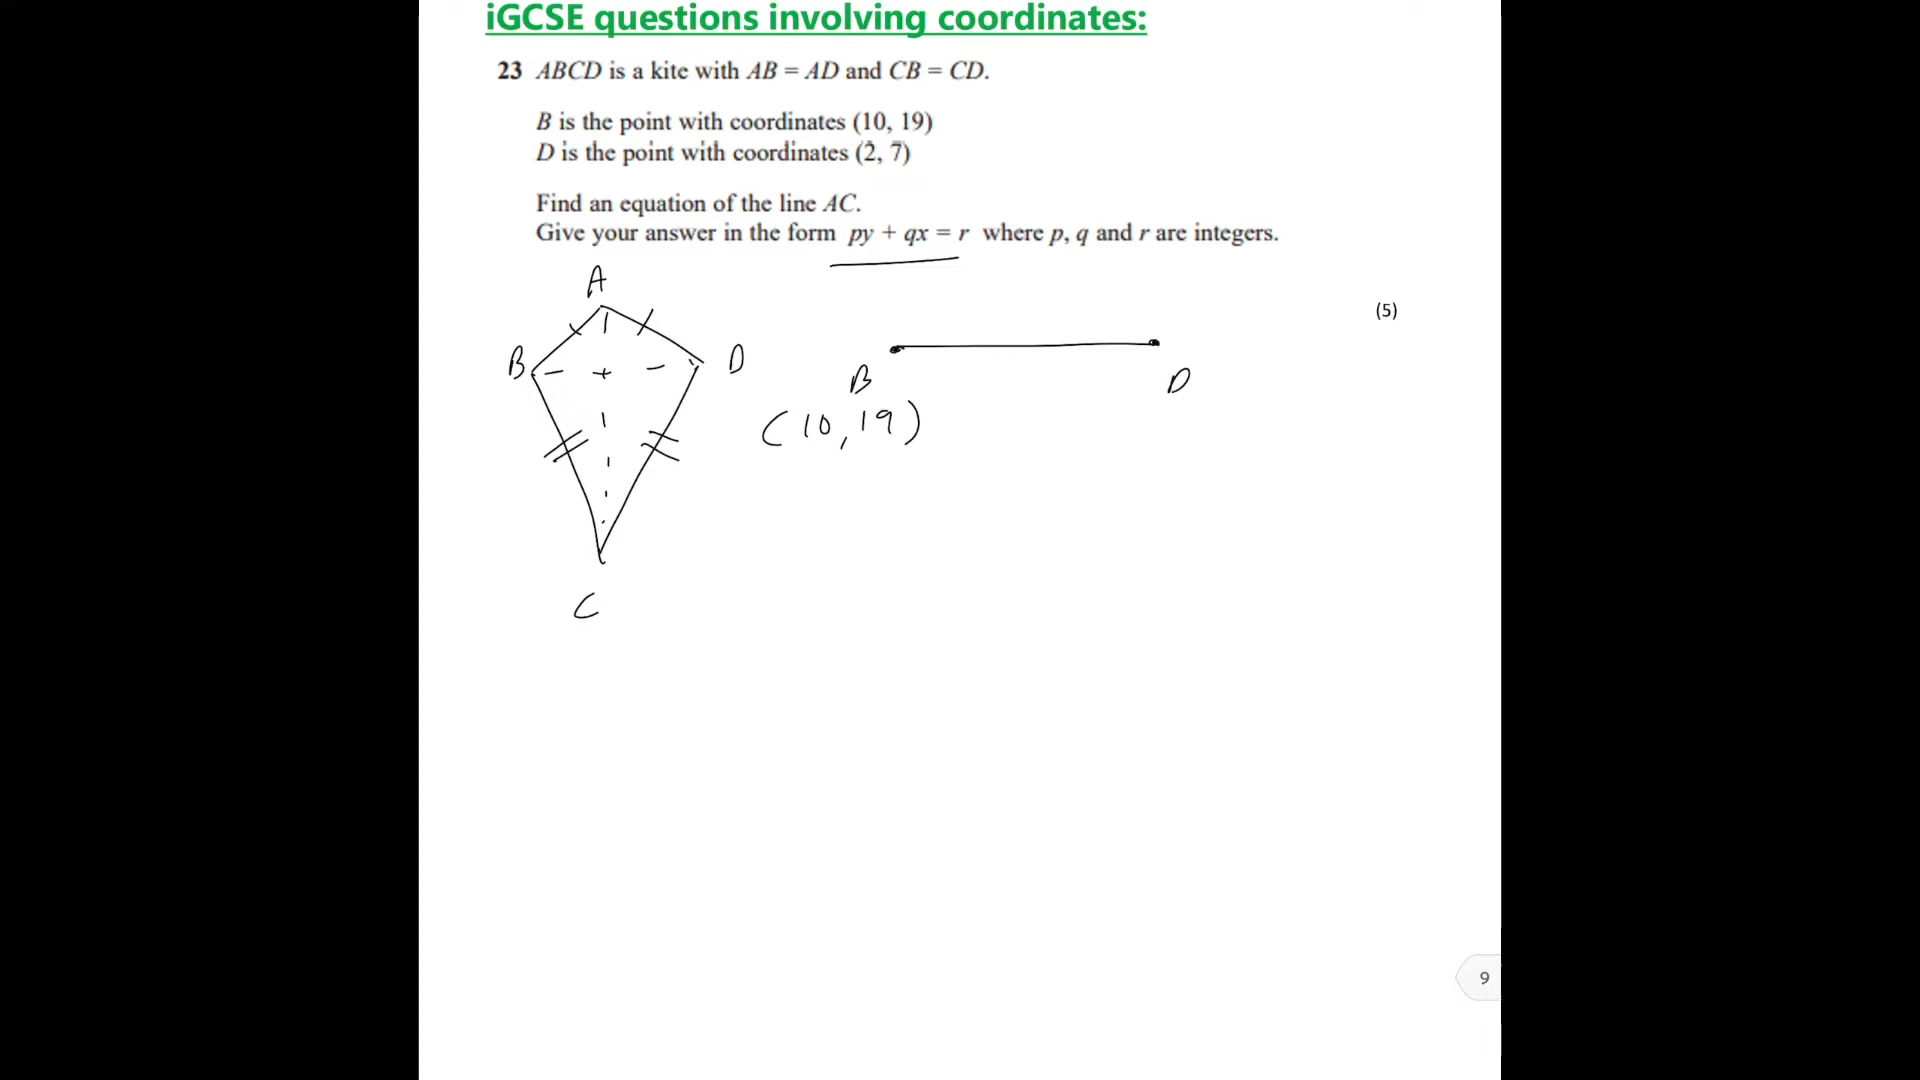 iGCSE questions involving coordinates:
23 ABCD is a kite with AB = AD and CB = CD.
B is the point with coordinates (10, 19)
D is the point with coordinates (2, 7)
Find an equation of the line AC.
Give your answer in the form py + qx = r where p, q and r are integers.
(5)
A
B
D
C
B
D
(10, 19)
9